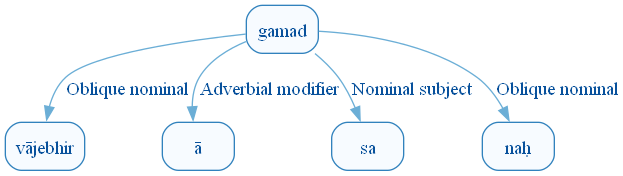 gamad
Oblique nominal Adverbial modifier Nominal subject Oblique nominal
vājebhir ā sa naḥ